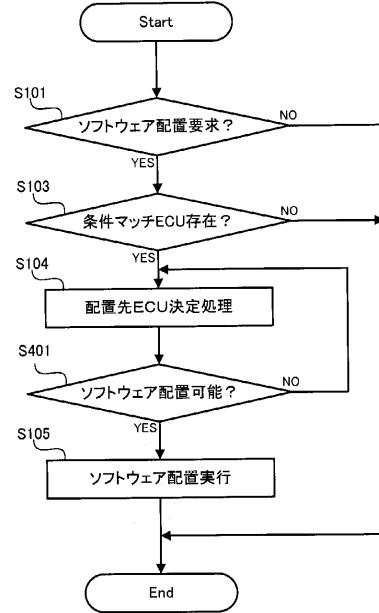 Start
S101
ソフトウェア配置要求？
NO
YES
S103
条件マッチECU存在？
NO
YES
S104
配置先ECU決定処理
S401
ソフトウェア配置可能？
NO
YES
S105
ソフトウェア配置実行
End